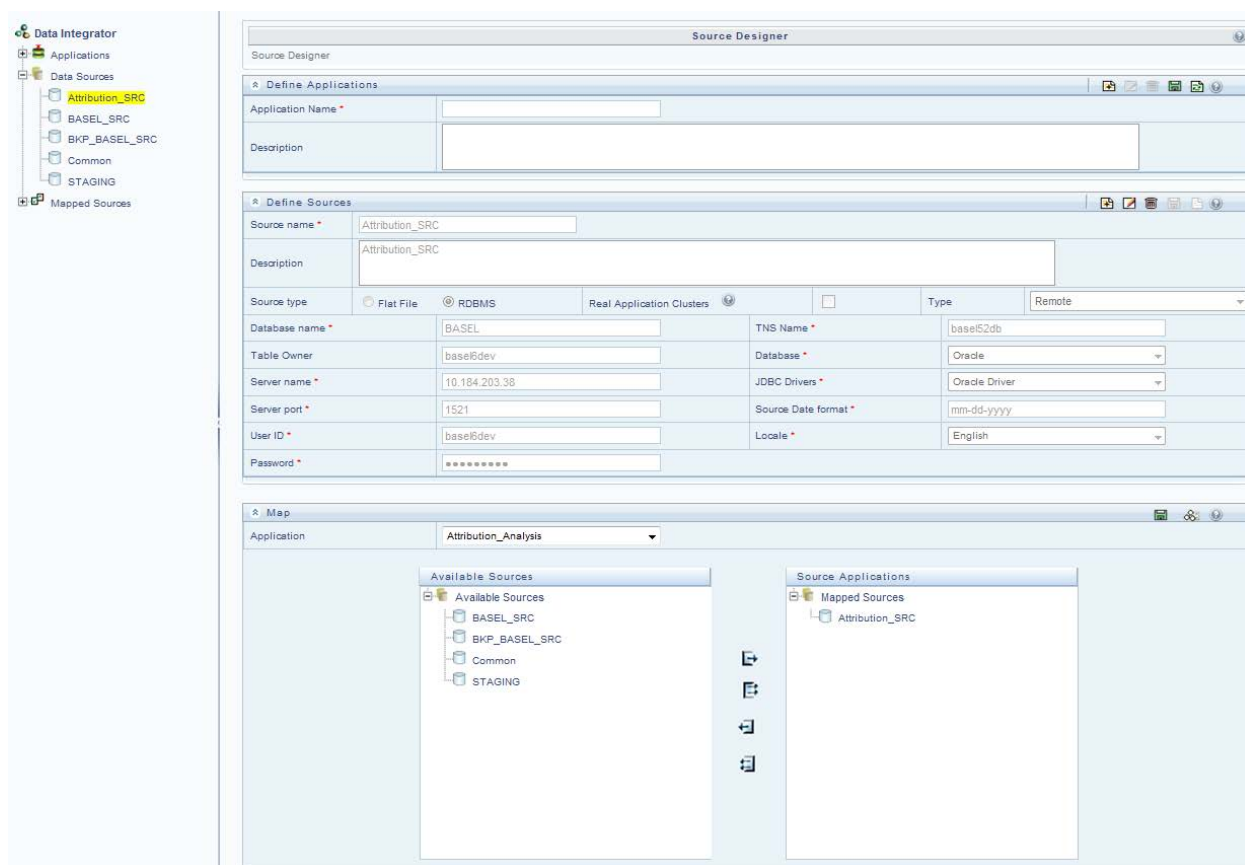 Data Integrator
Applications
Data Sources
Attribution_SRC
BASEL_SRC
BKP_BASEL_SRC
Common
STAGING
Mapped Sources
Source Designer
Source Designer
Define Applications
Application Name *
Description
Define Sources
Source name * Attribution_SRC
Description Attribution_SRC
Source type Flat File RDBMS Real Application Clusters Type Remote
Database name * BASEL TNS Name * basel52db
Table Owner basel6dev Database * Oracle
Server name * 10.184.203.38 JDBC Drivers * Oracle Driver
Server port * 1521 Source Date format * mm-dd-yyyy
User ID * basel6dev Locale * English
Password * •••••••••
Map
Application Attribution_Analysis
Available Sources
Available Sources
BASEL_SRC
BKP_BASEL_SRC
Common
STAGING
Source Applications
Mapped Sources
Attribution_SRC